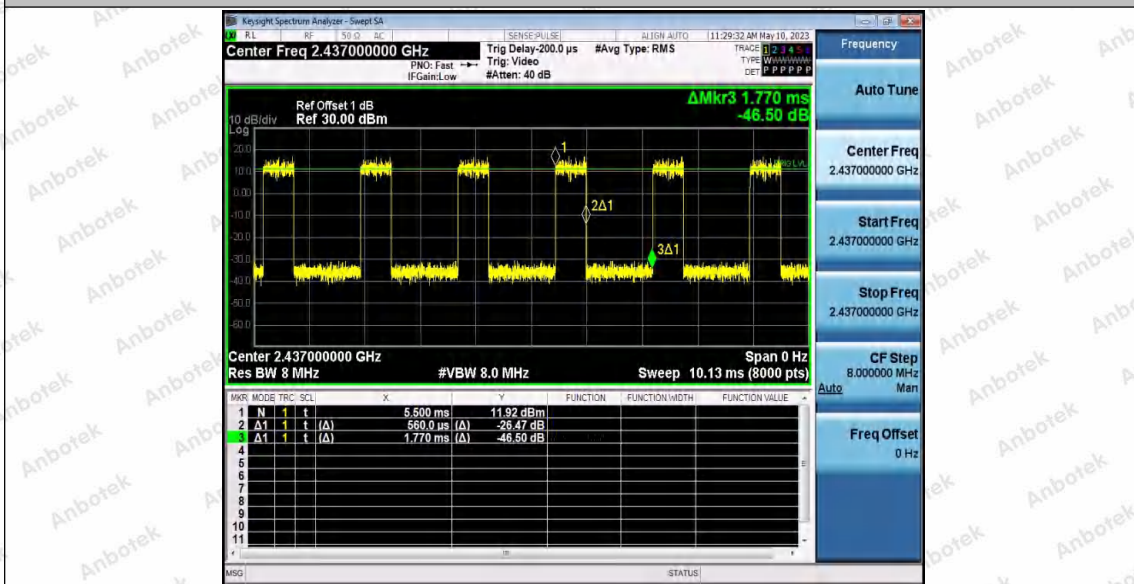 Keysight Spectrum Analyzer - Swept SA
RL RF 50 Ω AC SENSE:PULSE ALIGN AUTO 11:29:32 AM May 10, 2023
Center Freq 2.437000000 GHz
PNO: Fast
IFGain:Low
Trig Delay-200.0 µs
Trig: Video
#Atten: 40 dB
#Avg Type: RMS
TRACE 1 2 3 4 5 6
TYPE WWWWWW
DET P P P P P P
ΔMkr3 1.770 ms
-46.50 dB
Ref Offset 1 dB
Ref 30.00 dBm
10 dB/div
Log
20.0
10.0
0.00
-10.0
-20.0
-30.0
-40.0
-50.0
-60.0
1
2Δ1
3Δ1
TRIG LVL
Center 2.437000000 GHz
Span 0 Hz
Res BW 8 MHz
#VBW 8.0 MHz
Sweep 10.13 ms (8000 pts)
MKR MODE TRC SCL X Y FUNCTION FUNCTION WIDTH FUNCTION VALUE
1 N 1 t 5.500 ms 11.92 dBm
2 Δ1 1 t (Δ) 560.0 µs (Δ) -26.47 dB
3 Δ1 1 t (Δ) 1.770 ms (Δ) -46.50 dB
4
5
6
7
8
9
10
11
MSG
STATUS
Frequency
Auto Tune
Center Freq
2.437000000 GHz
Start Freq
2.437000000 GHz
Stop Freq
2.437000000 GHz
CF Step
8.000000 MHz
Auto Man
Freq Offset
0 Hz
Anbotek